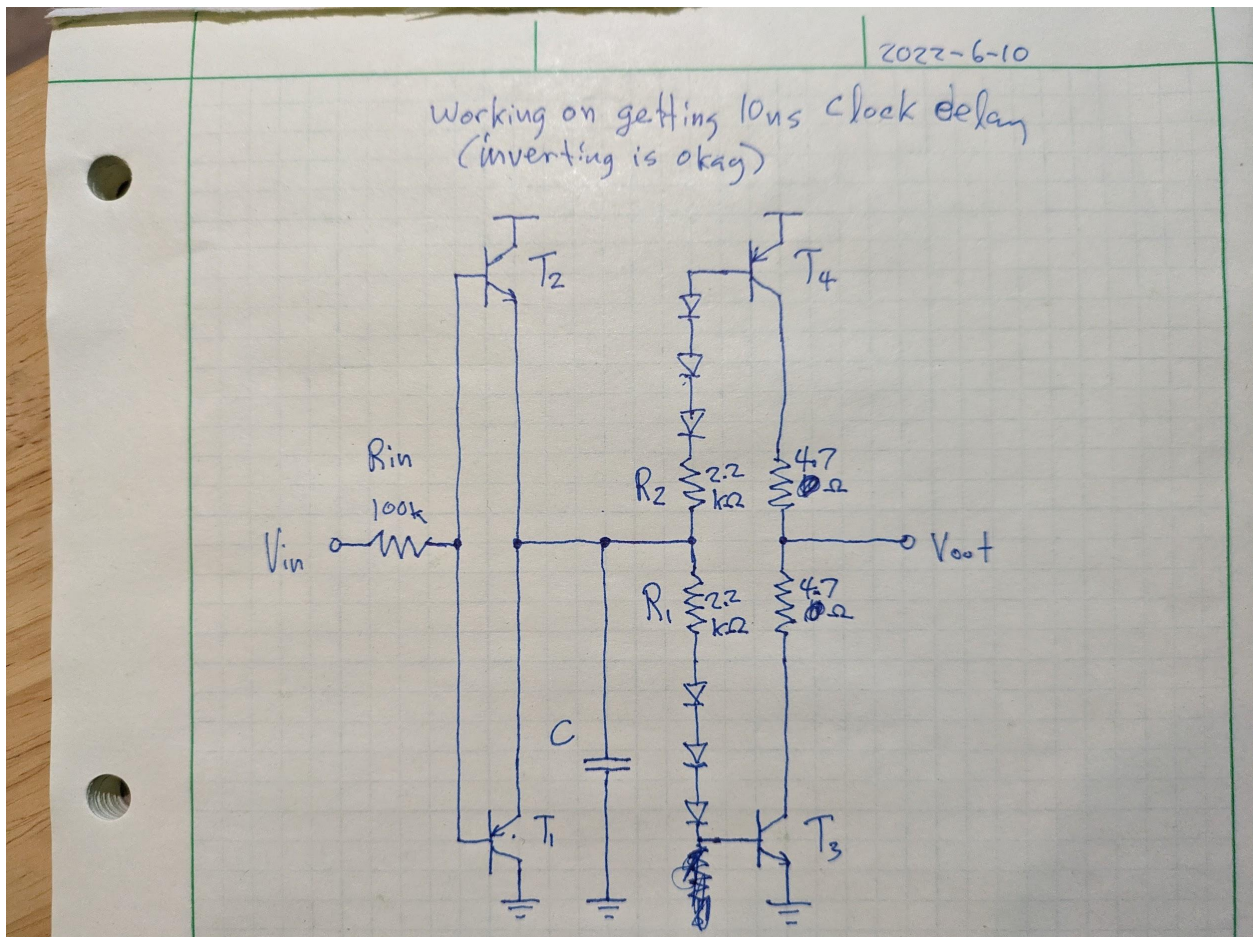 2022-6-10
Working on getting 10ns Clock delay
(inverting is okay)
T2
T4
Rin
100k
R2
2.2
kΩ
4.7
Ω
Vin
Vout
R1
2.2
kΩ
4.7
Ω
C
T1
T3